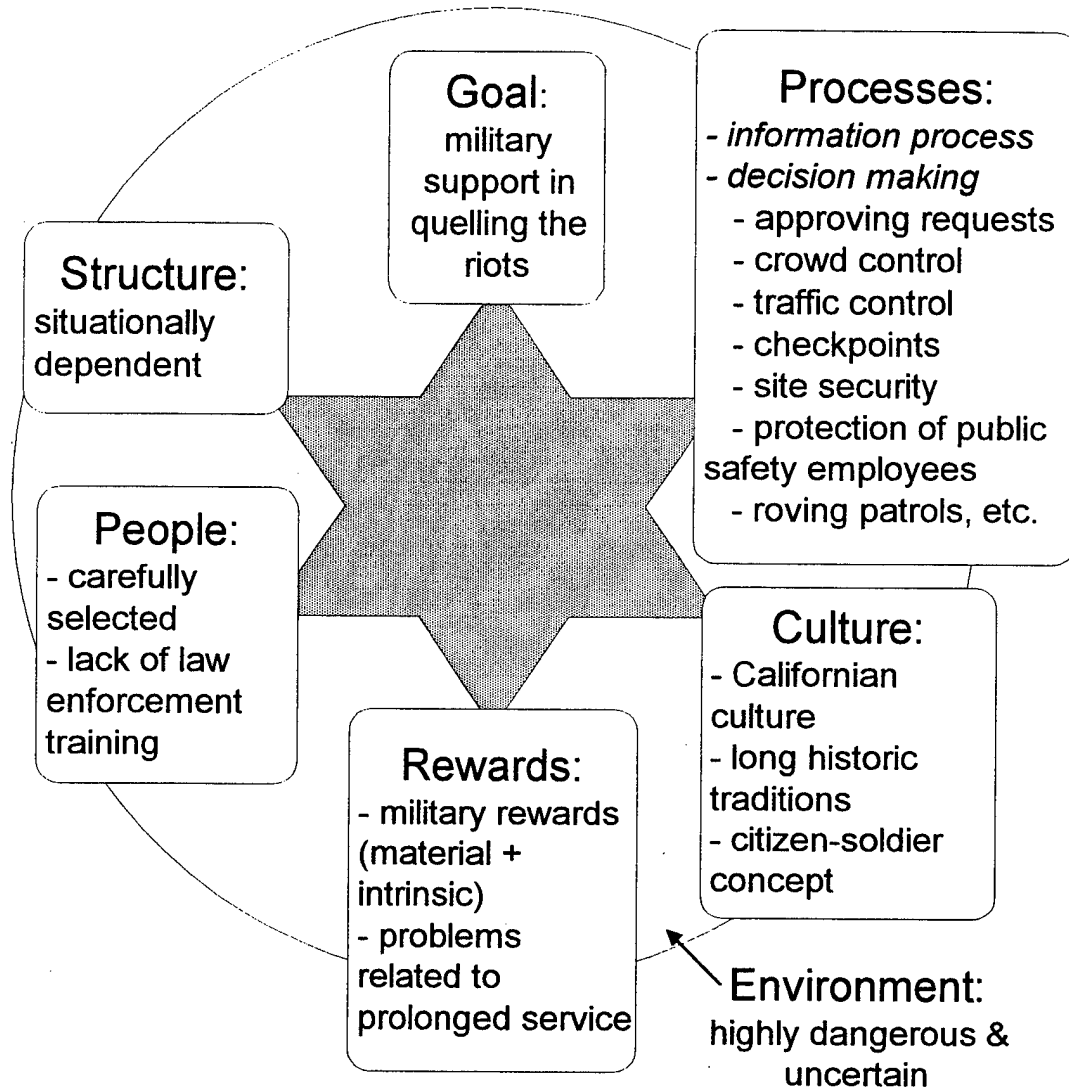 Goal:
military
support in
quelling the
riots
Processes:
- information process
- decision making
- approving requests
- crowd control
- traffic control
- checkpoints
- site security
- protection of public
safety employees
- roving patrols, etc.
Structure:
situationally
dependent
People:
- carefully
selected
- lack of law
enforcement
training
Culture:
- Californian
culture
- long historic
traditions
- citizen-soldier
concept
Rewards:
- military rewards
(material +
intrinsic)
- problems
related to
prolonged service
Environment:
highly dangerous &
uncertain